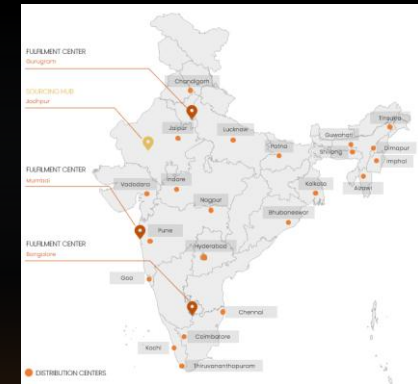 FULFILMENT CENTER
Gurugram
SOURCING HUB
Jodhpur
FULFILMENT CENTER
Mumbai
FULFILMENT CENTER
Bangalore
Chandigarh
Jaipur
Lucknow
Patna
Guwahati
Shillong
Dimapur
Imphal
Vadodara
Indore
Kolkata
Nagpur
Bhubaneswar
Pune
Hyderabad
Goa
Chennai
Coimbatore
Kochi
Thiruvananthapuram
DISTRIBUTION CENTERS